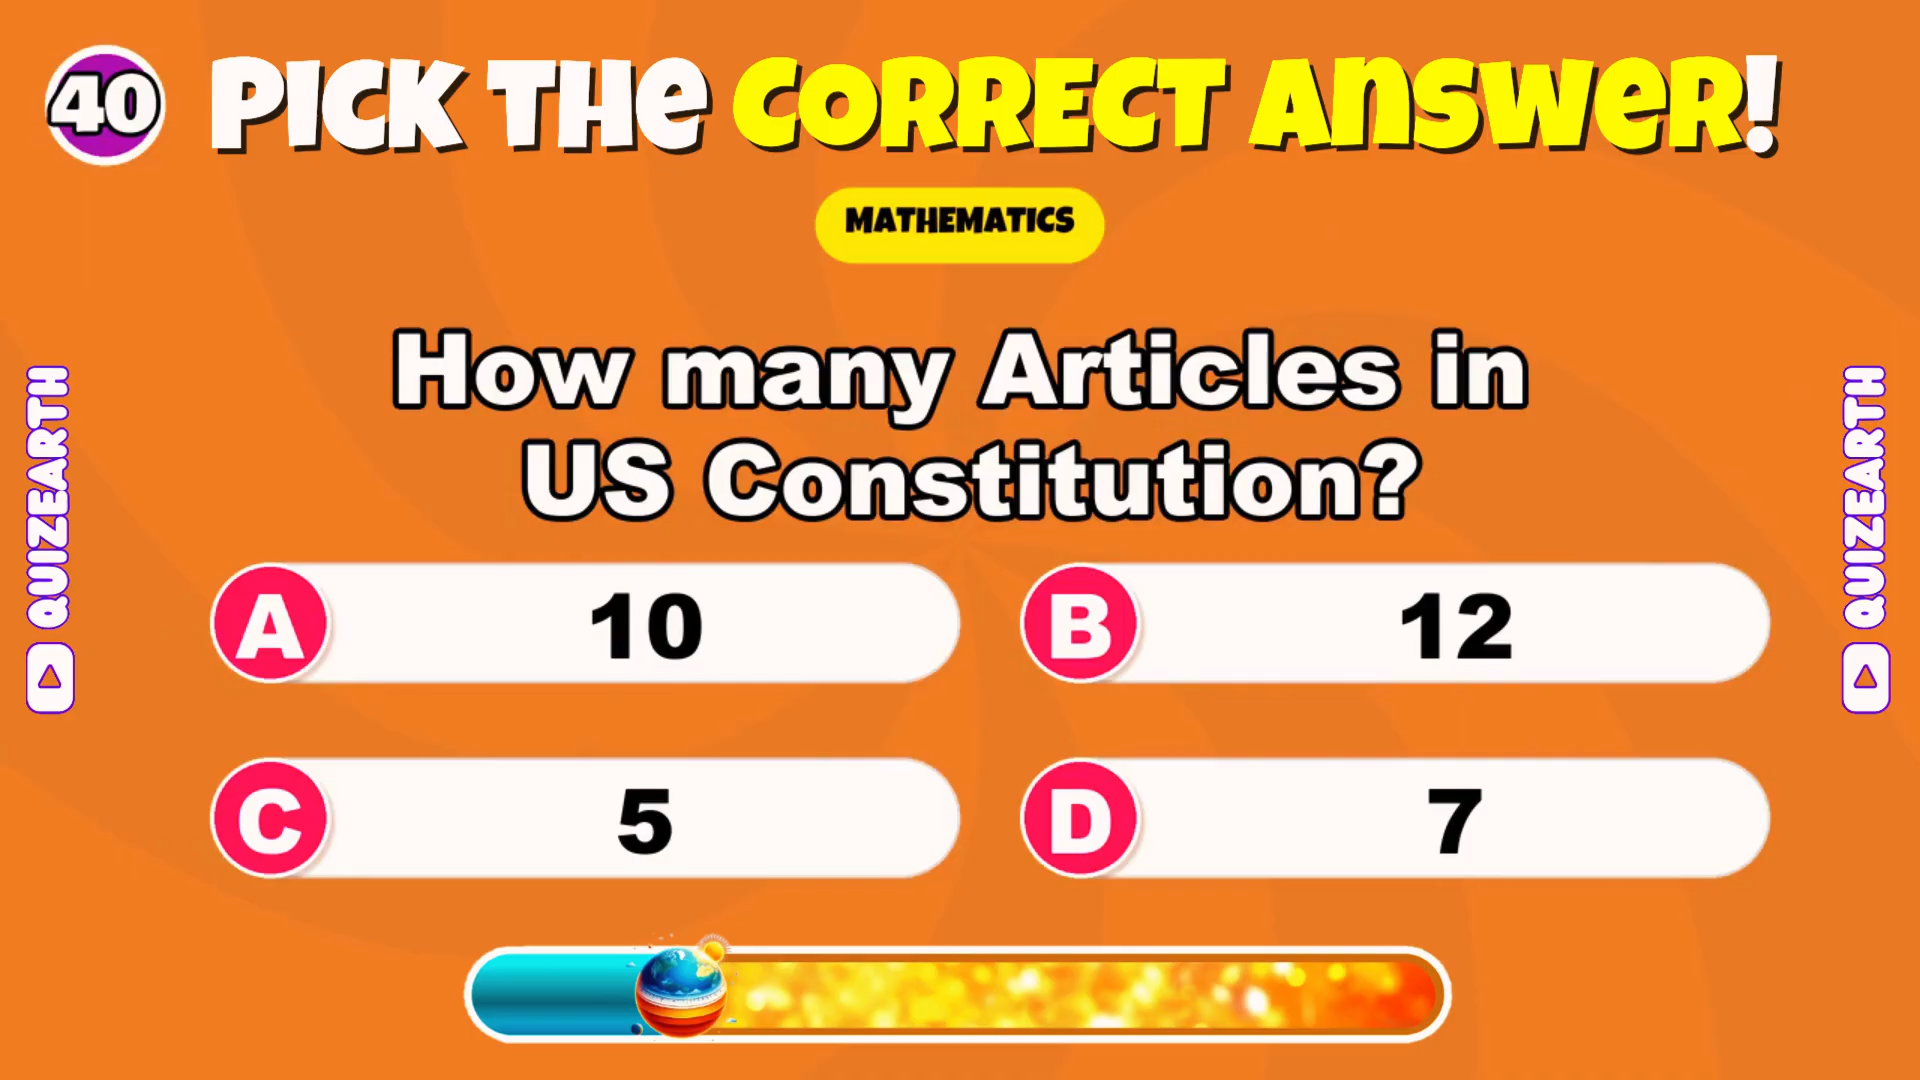 40
PICK THE CORRECT ANSWER!
MATHEMATICS
How many Articles in
US Constitution?
A 10
B 12
C 5
D 7
QUIZEARTH
QUIZEARTH